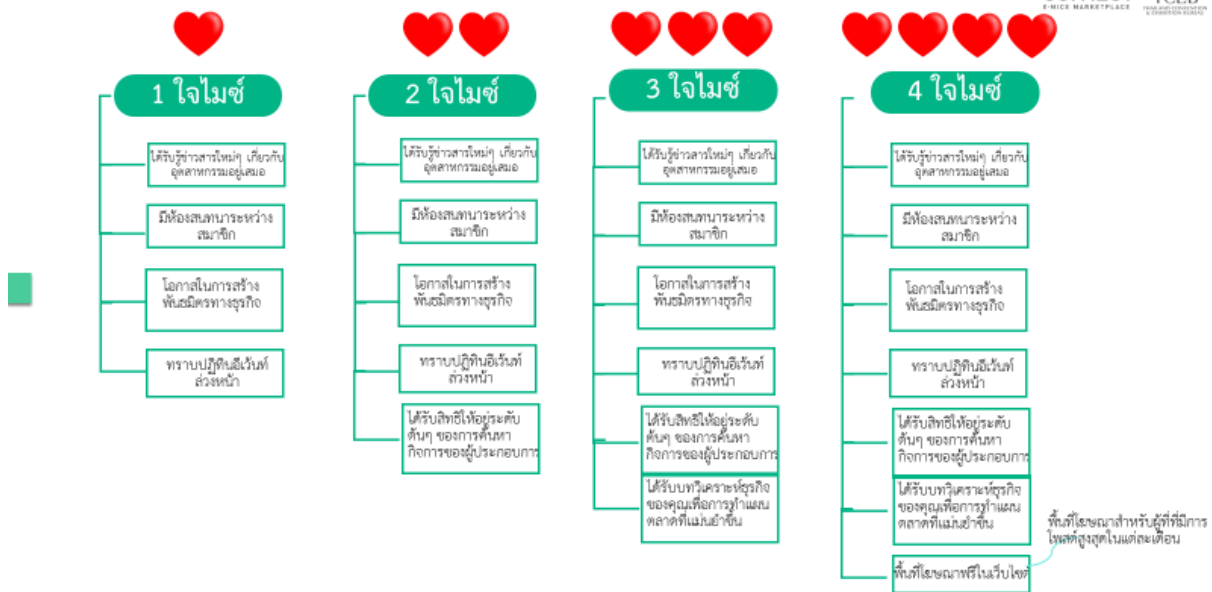 E-MICE MARKETPLACE
THAILAND CONVENTION
& EXHIBITION BUREAU
1 ใจไมซ์
ได้รับรู้ข่าวสารใหม่ๆ เกี่ยวกับ
อุตสาหกรรมอยู่เสมอ
มีห้องสนทนาระหว่าง
สมาชิก
โอกาสในการสร้าง
พันธมิตรทางธุรกิจ
ทราบปฏิทินอีเว้นท์
ล่วงหน้า
2 ใจไมซ์
ได้รับรู้ข่าวสารใหม่ๆ เกี่ยวกับ
อุตสาหกรรมอยู่เสมอ
มีห้องสนทนาระหว่าง
สมาชิก
โอกาสในการสร้าง
พันธมิตรทางธุรกิจ
ทราบปฏิทินอีเว้นท์
ล่วงหน้า
ได้รับสิทธิให้อยู่ระดับ
ต้นๆ ของการค้นหา
กิจการของผู้ประกอบการ
3 ใจไมซ์
ได้รับรู้ข่าวสารใหม่ๆ เกี่ยวกับ
อุตสาหกรรมอยู่เสมอ
มีห้องสนทนาระหว่าง
สมาชิก
โอกาสในการสร้าง
พันธมิตรทางธุรกิจ
ทราบปฏิทินอีเว้นท์
ล่วงหน้า
ได้รับสิทธิให้อยู่ระดับ
ต้นๆ ของการค้นหา
กิจการของผู้ประกอบการ
ได้รับบทวิเคราะห์ธุรกิจ
ของคุณเพื่อการทำแผน
ตลาดที่แม่นยำขึ้น
4 ใจไมซ์
ได้รับรู้ข่าวสารใหม่ๆ เกี่ยวกับ
อุตสาหกรรมอยู่เสมอ
มีห้องสนทนาระหว่าง
สมาชิก
โอกาสในการสร้าง
พันธมิตรทางธุรกิจ
ทราบปฏิทินอีเว้นท์
ล่วงหน้า
ได้รับสิทธิให้อยู่ระดับ
ต้นๆ ของการค้นหา
กิจการของผู้ประกอบการ
ได้รับบทวิเคราะห์ธุรกิจ
ของคุณเพื่อการทำแผน
ตลาดที่แม่นยำขึ้น
พื้นที่โฆษณาฟรีในเว็บไซต์
พื้นที่โฆษณาสำหรับผู้ที่ที่มีการ
โพสต์สูงสุดในแต่ละเดือน